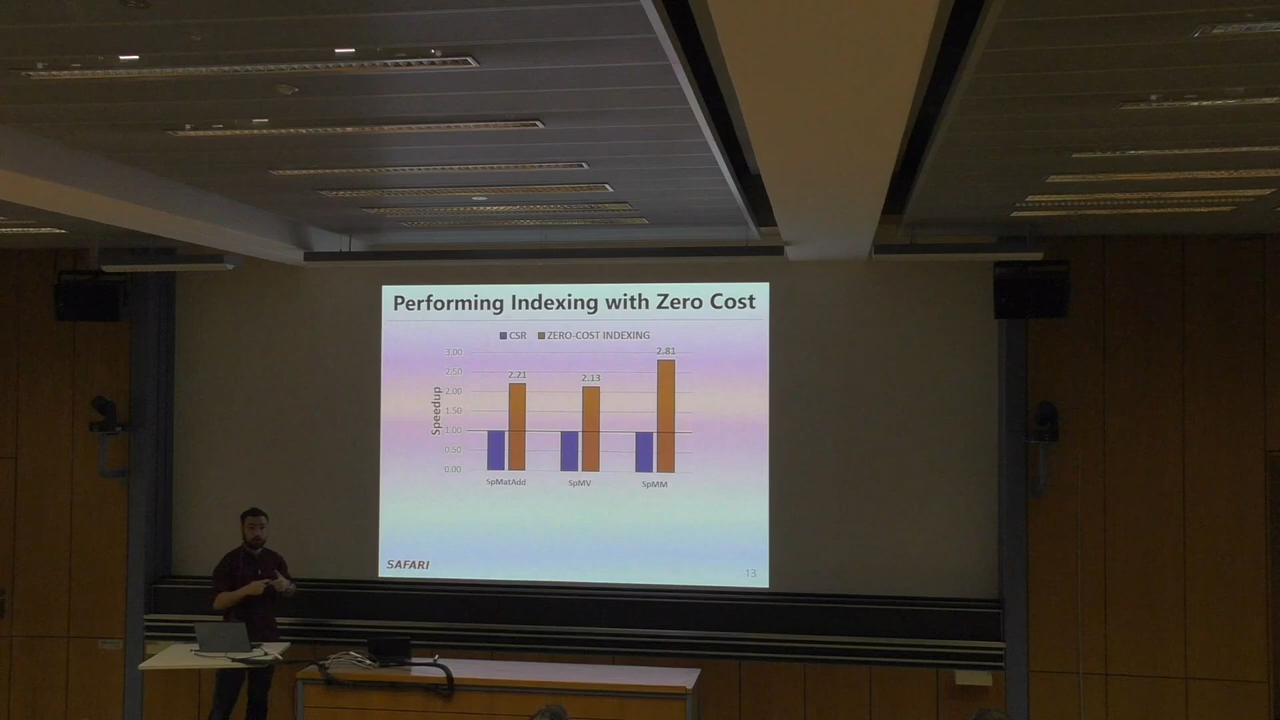 Performing Indexing with Zero Cost
CSR ZERO-COST INDEXING
3.00
2.50
2.00
1.50
1.00
0.50
0.00
Speedup
2.21
2.13
2.81
SpMatAdd SpMV SpMM
SAFARI
13